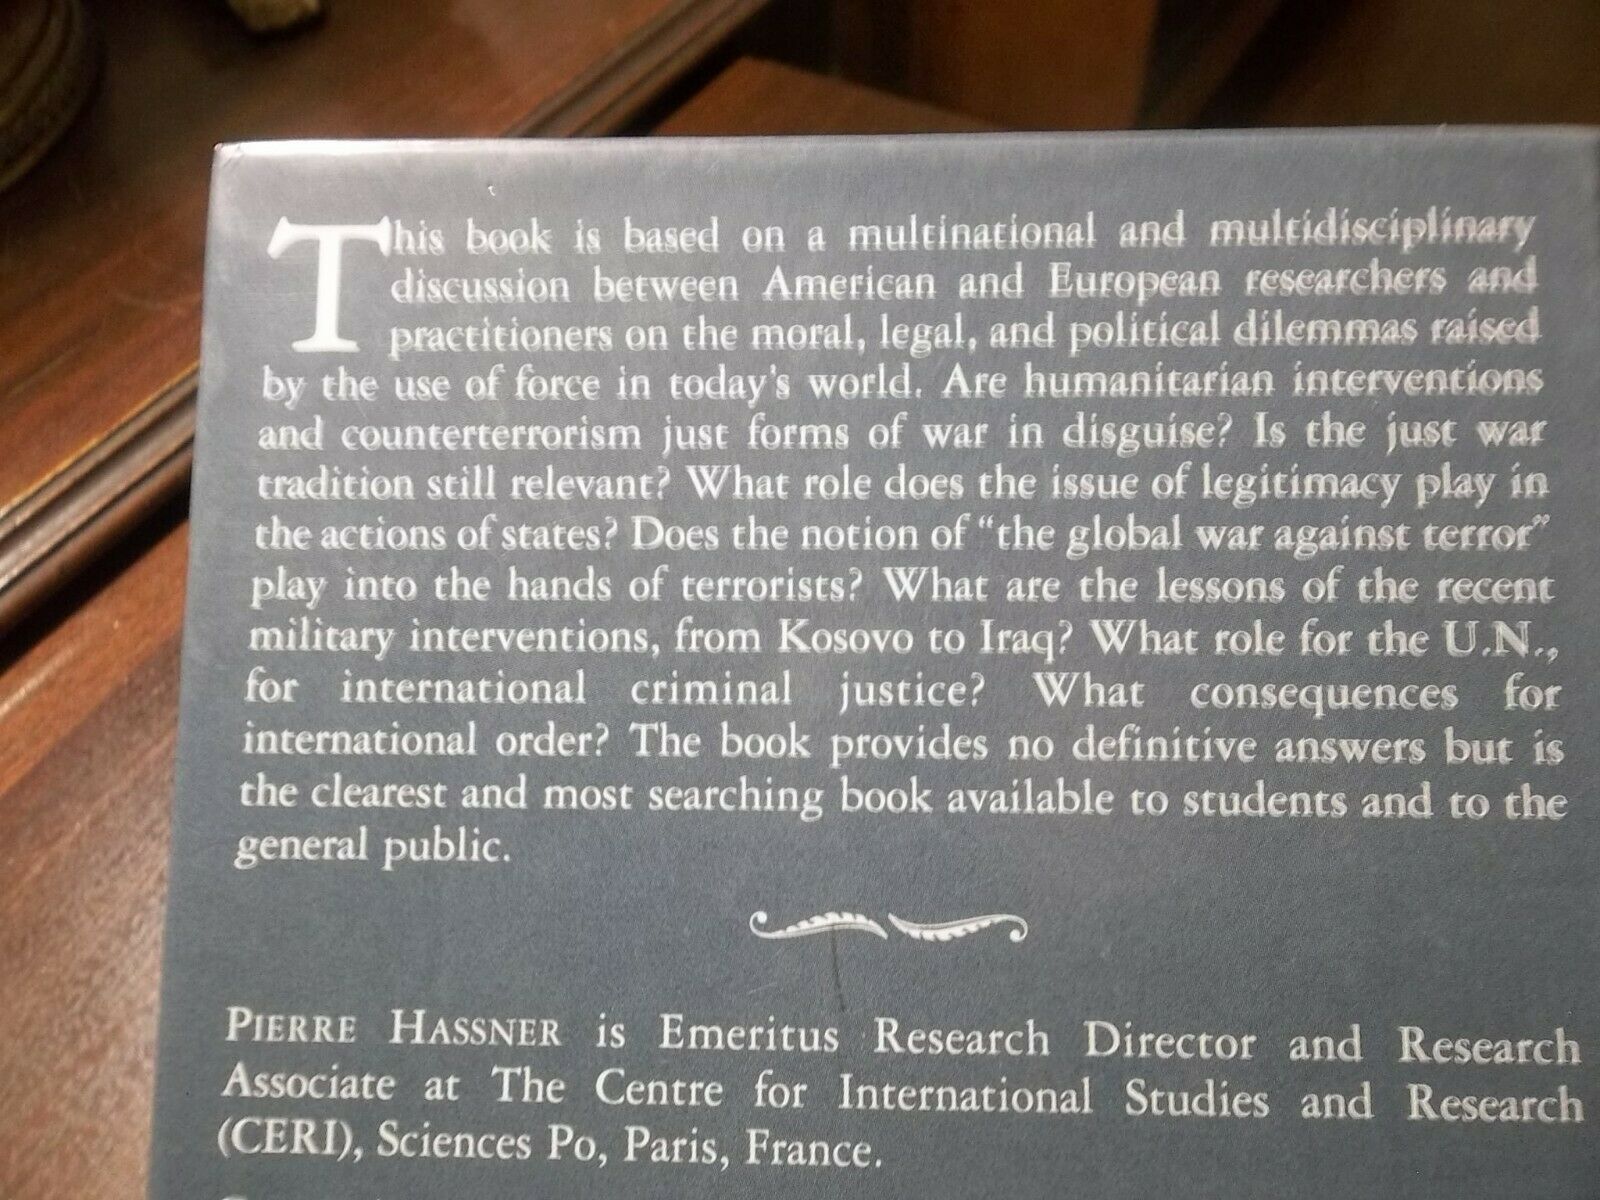 This book is based on a multinational and multidisciplinary
discussion between American and European researchers and
practitioners on the moral, legal, and political dilemmas raised
by the use of force in today's world. Are humanitarian interventions
and counterterrorism just forms of war in disguise? Is the just war
tradition still relevant? What role does the issue of legitimacy play in
the actions of states? Does the notion of “the global war against terror”
play into the hands of terrorists? What are the lessons of the recent
military interventions, from Kosovo to Iraq? What role for the U.N.,
for international criminal justice? What consequences for
international order? The book provides no definitive answers but is
the clearest and most searching book available to students and to the
general public.
PIERRE HASSNER is Emeritus Research Director and Research
Associate at The Centre for International Studies and Research
(CERI), Sciences Po, Paris, France.